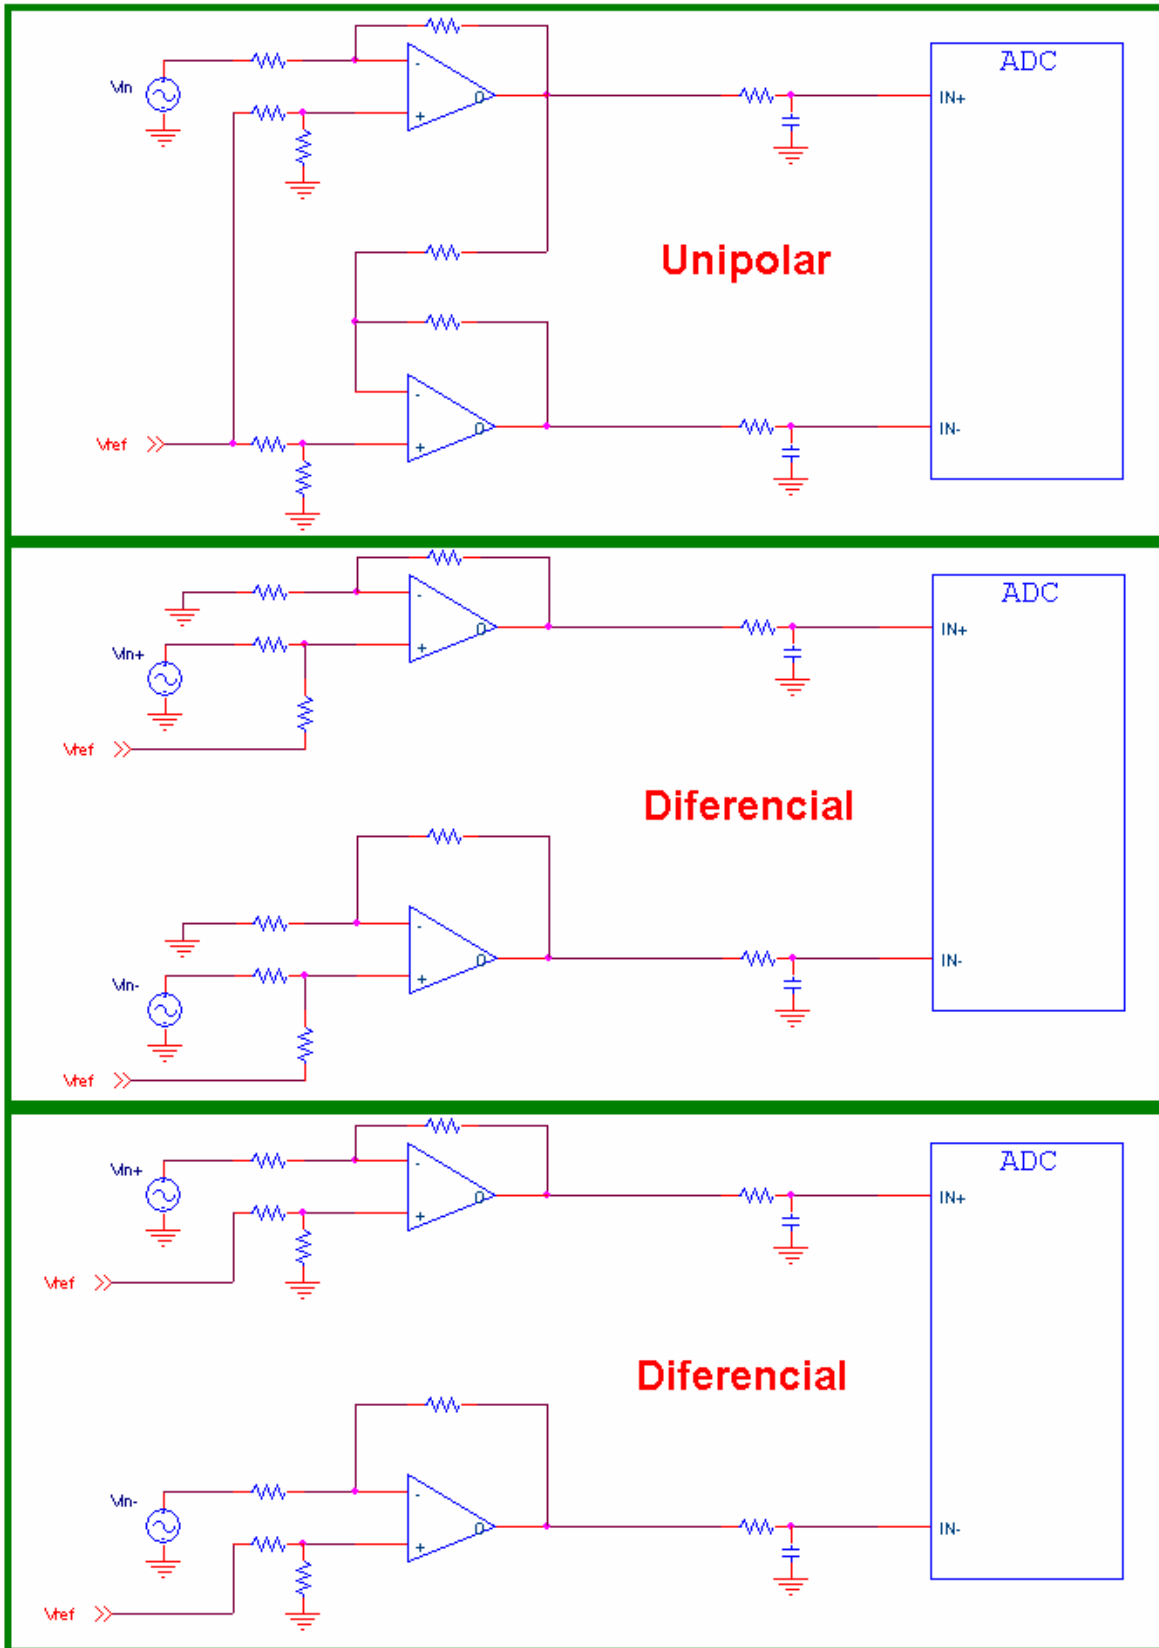 ADC
Vin
IN+
-
O
+
Unipolar
-
O
+
Vref
IN-
ADC
-
O
+
IN+
Vin+
Vref
Diferencial
-
O
+
IN-
Vin-
Vref
ADC
Vin+
-
O
+
IN+
Vref
Diferencial
Vin-
-
O
+
IN-
Vref